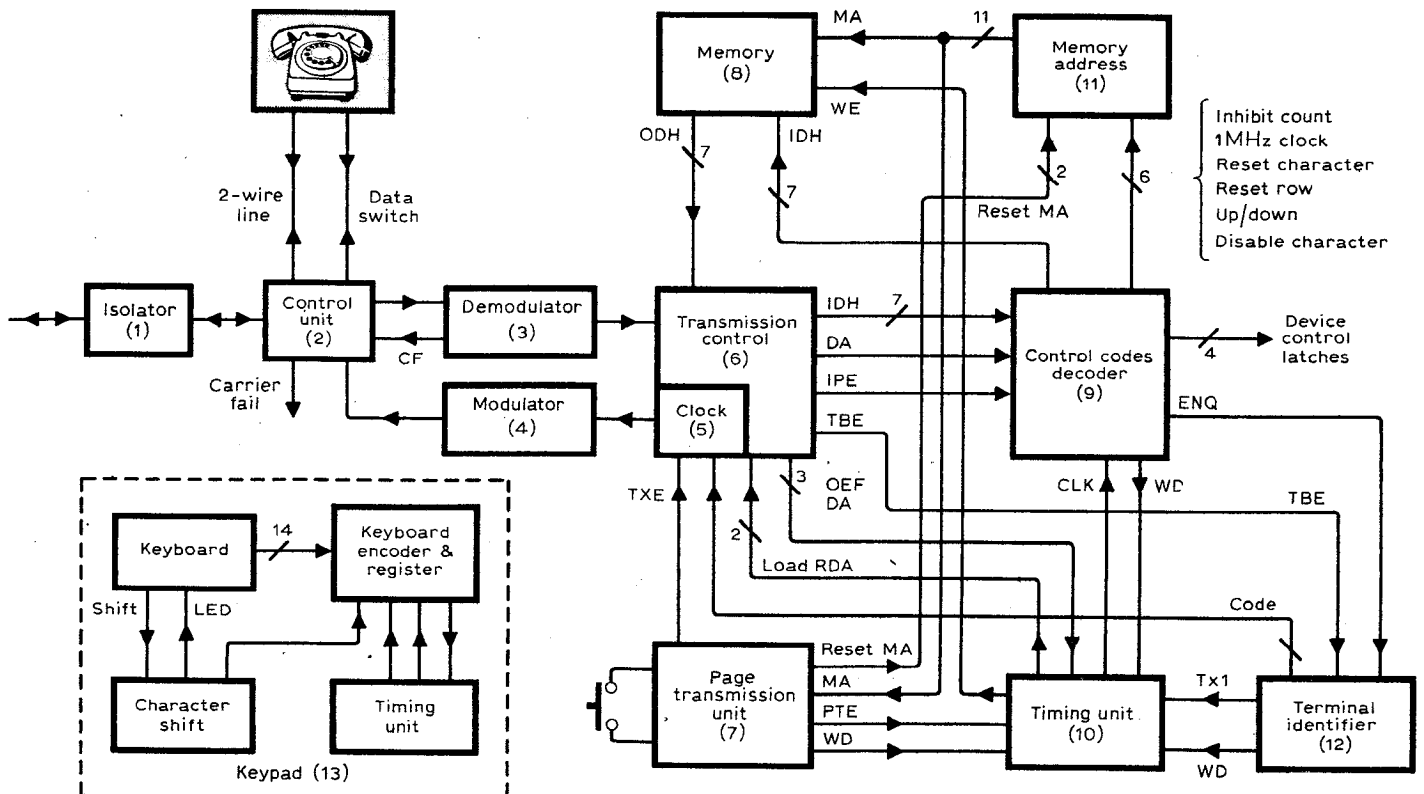 MA
11
Memory
(8)
Memory
address
(11)
WE
ODH
7
IDH
7
2
6
Reset MA
Inhibit count
1MHz clock
Reset character
Reset row
Up/down
Disable character
2-wire
line
Data
switch
Isolator
(1)
Control
unit
(2)
Demodulator
(3)
CF
Carrier
fail
Modulator
(4)
Transmission
control
(6)
Clock
(5)
IDH
7
DA
IPE
TBE
Control codes
decoder
(9)
4
Device
control
latches
ENQ
TXE
2
3
OEF
DA
CLK
WD
TBE
Load RDA
Code
Keyboard
14
Keyboard
encoder &
register
Shift
LED
Character
shift
Timing
unit
Keypad (13)
Page
transmission
unit
(7)
Reset MA
MA
PTE
WD
Timing unit
(10)
Tx1
WD
Terminal
identifier
(12)